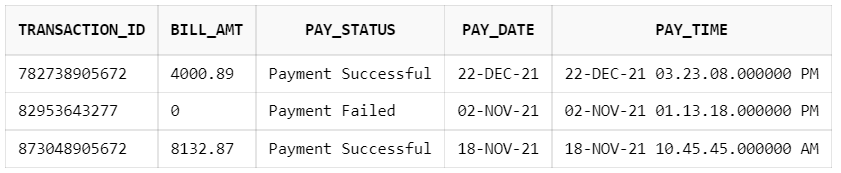 TRANSACTION_ID BILL_AMT PAY_STATUS PAY_DATE PAY_TIME
782738905672 4000.89 Payment Successful 22-DEC-21 22-DEC-21 03.23.08.000000 PM
82953643277 0 Payment Failed 02-NOV-21 02-NOV-21 01.13.18.000000 PM
873048905672 8132.87 Payment Successful 18-NOV-21 18-NOV-21 10.45.45.000000 AM